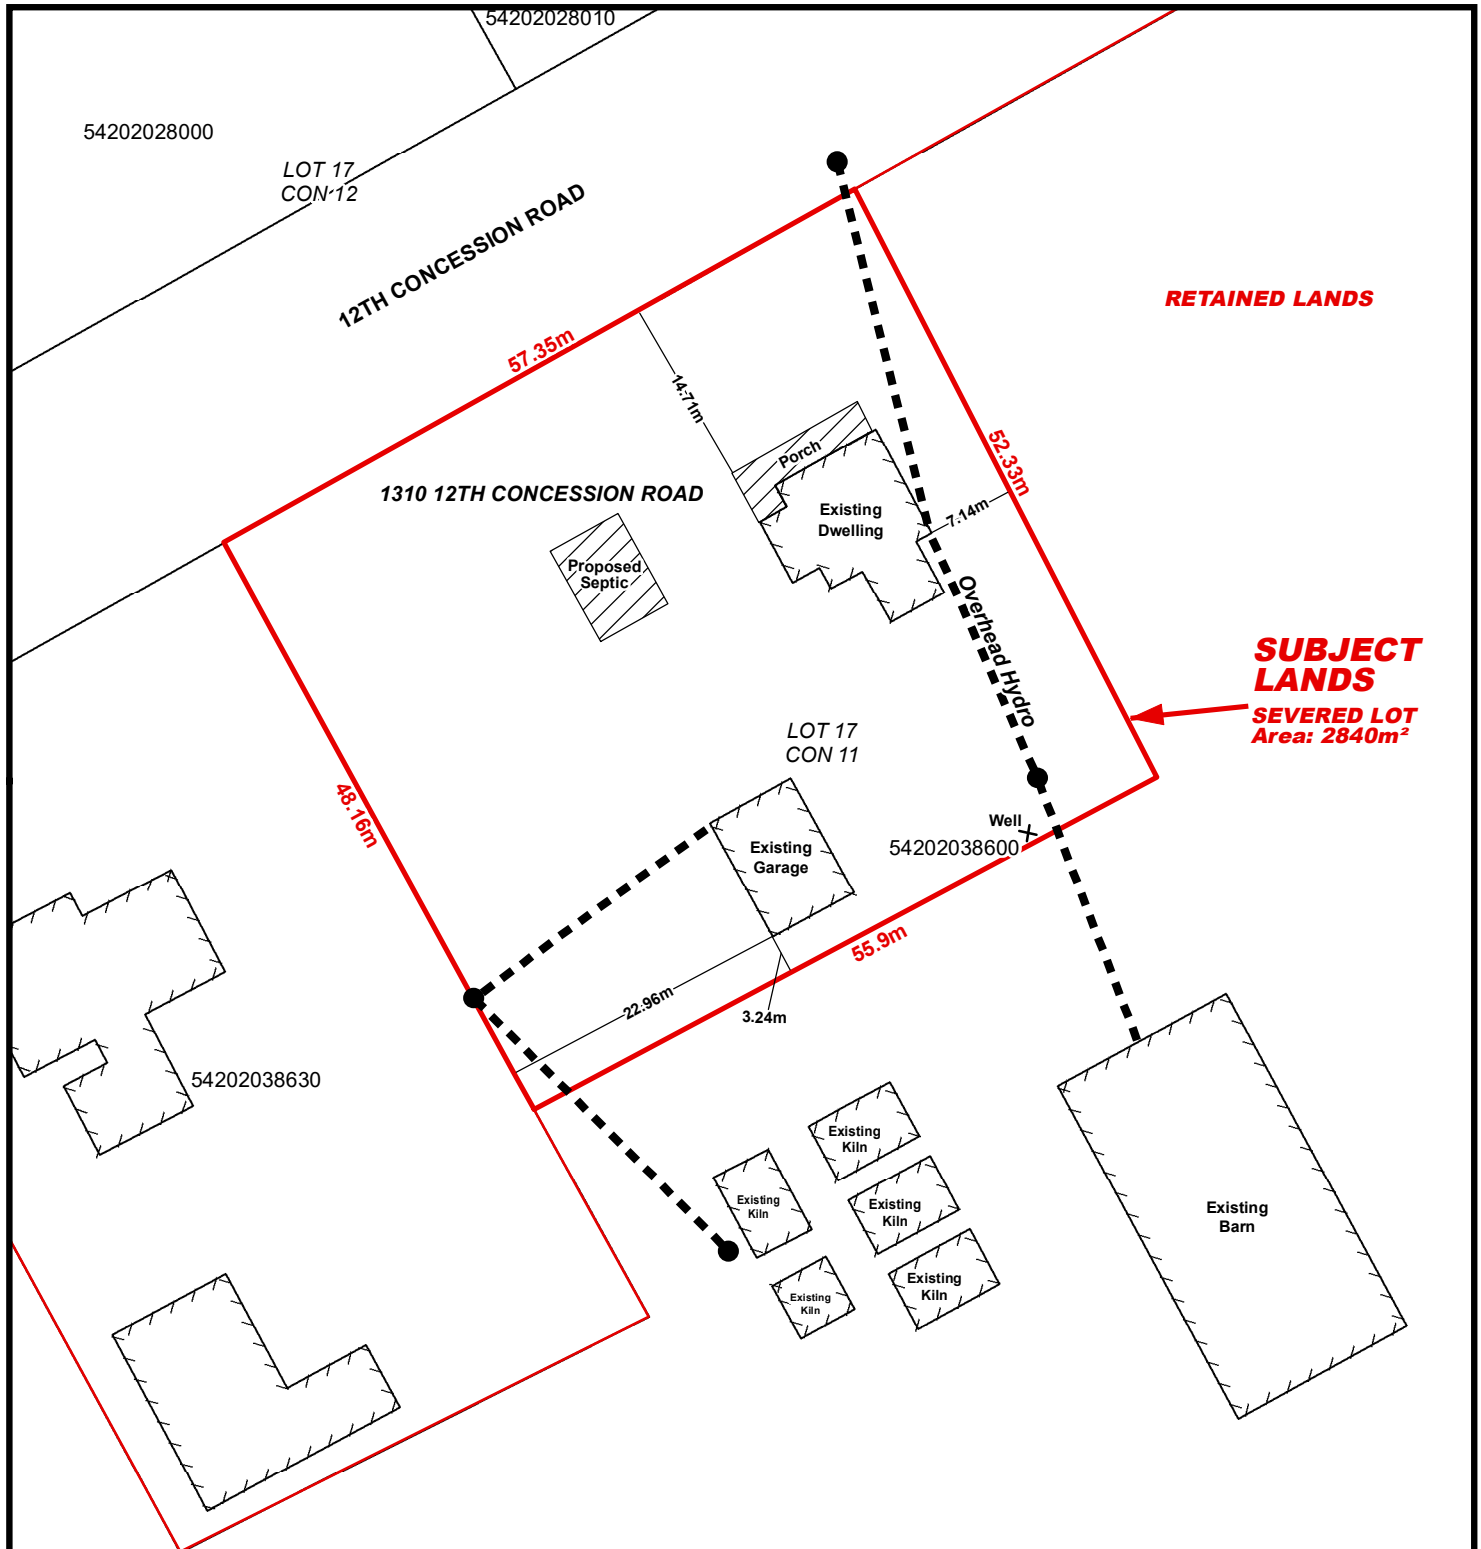 54202028010
54202028000
LOT 17
CON 12
12TH CONCESSION ROAD
RETAINED LANDS
57.35m
14.71m
52.33m
Porch
1310 12TH CONCESSION ROAD
Existing
Dwelling
7.14m
Proposed
Septic
Overhead Hydro
SUBJECT
LANDS
SEVERED LOT
Area: 2840m²
LOT 17
CON 11
48.16m
Well
54202038600
Existing
Garage
55.9m
22.96m
3.24m
54202038630
Existing
Kiln
Existing
Kiln
Existing
Kiln
Existing
Kiln
Existing
Kiln
Existing
Barn